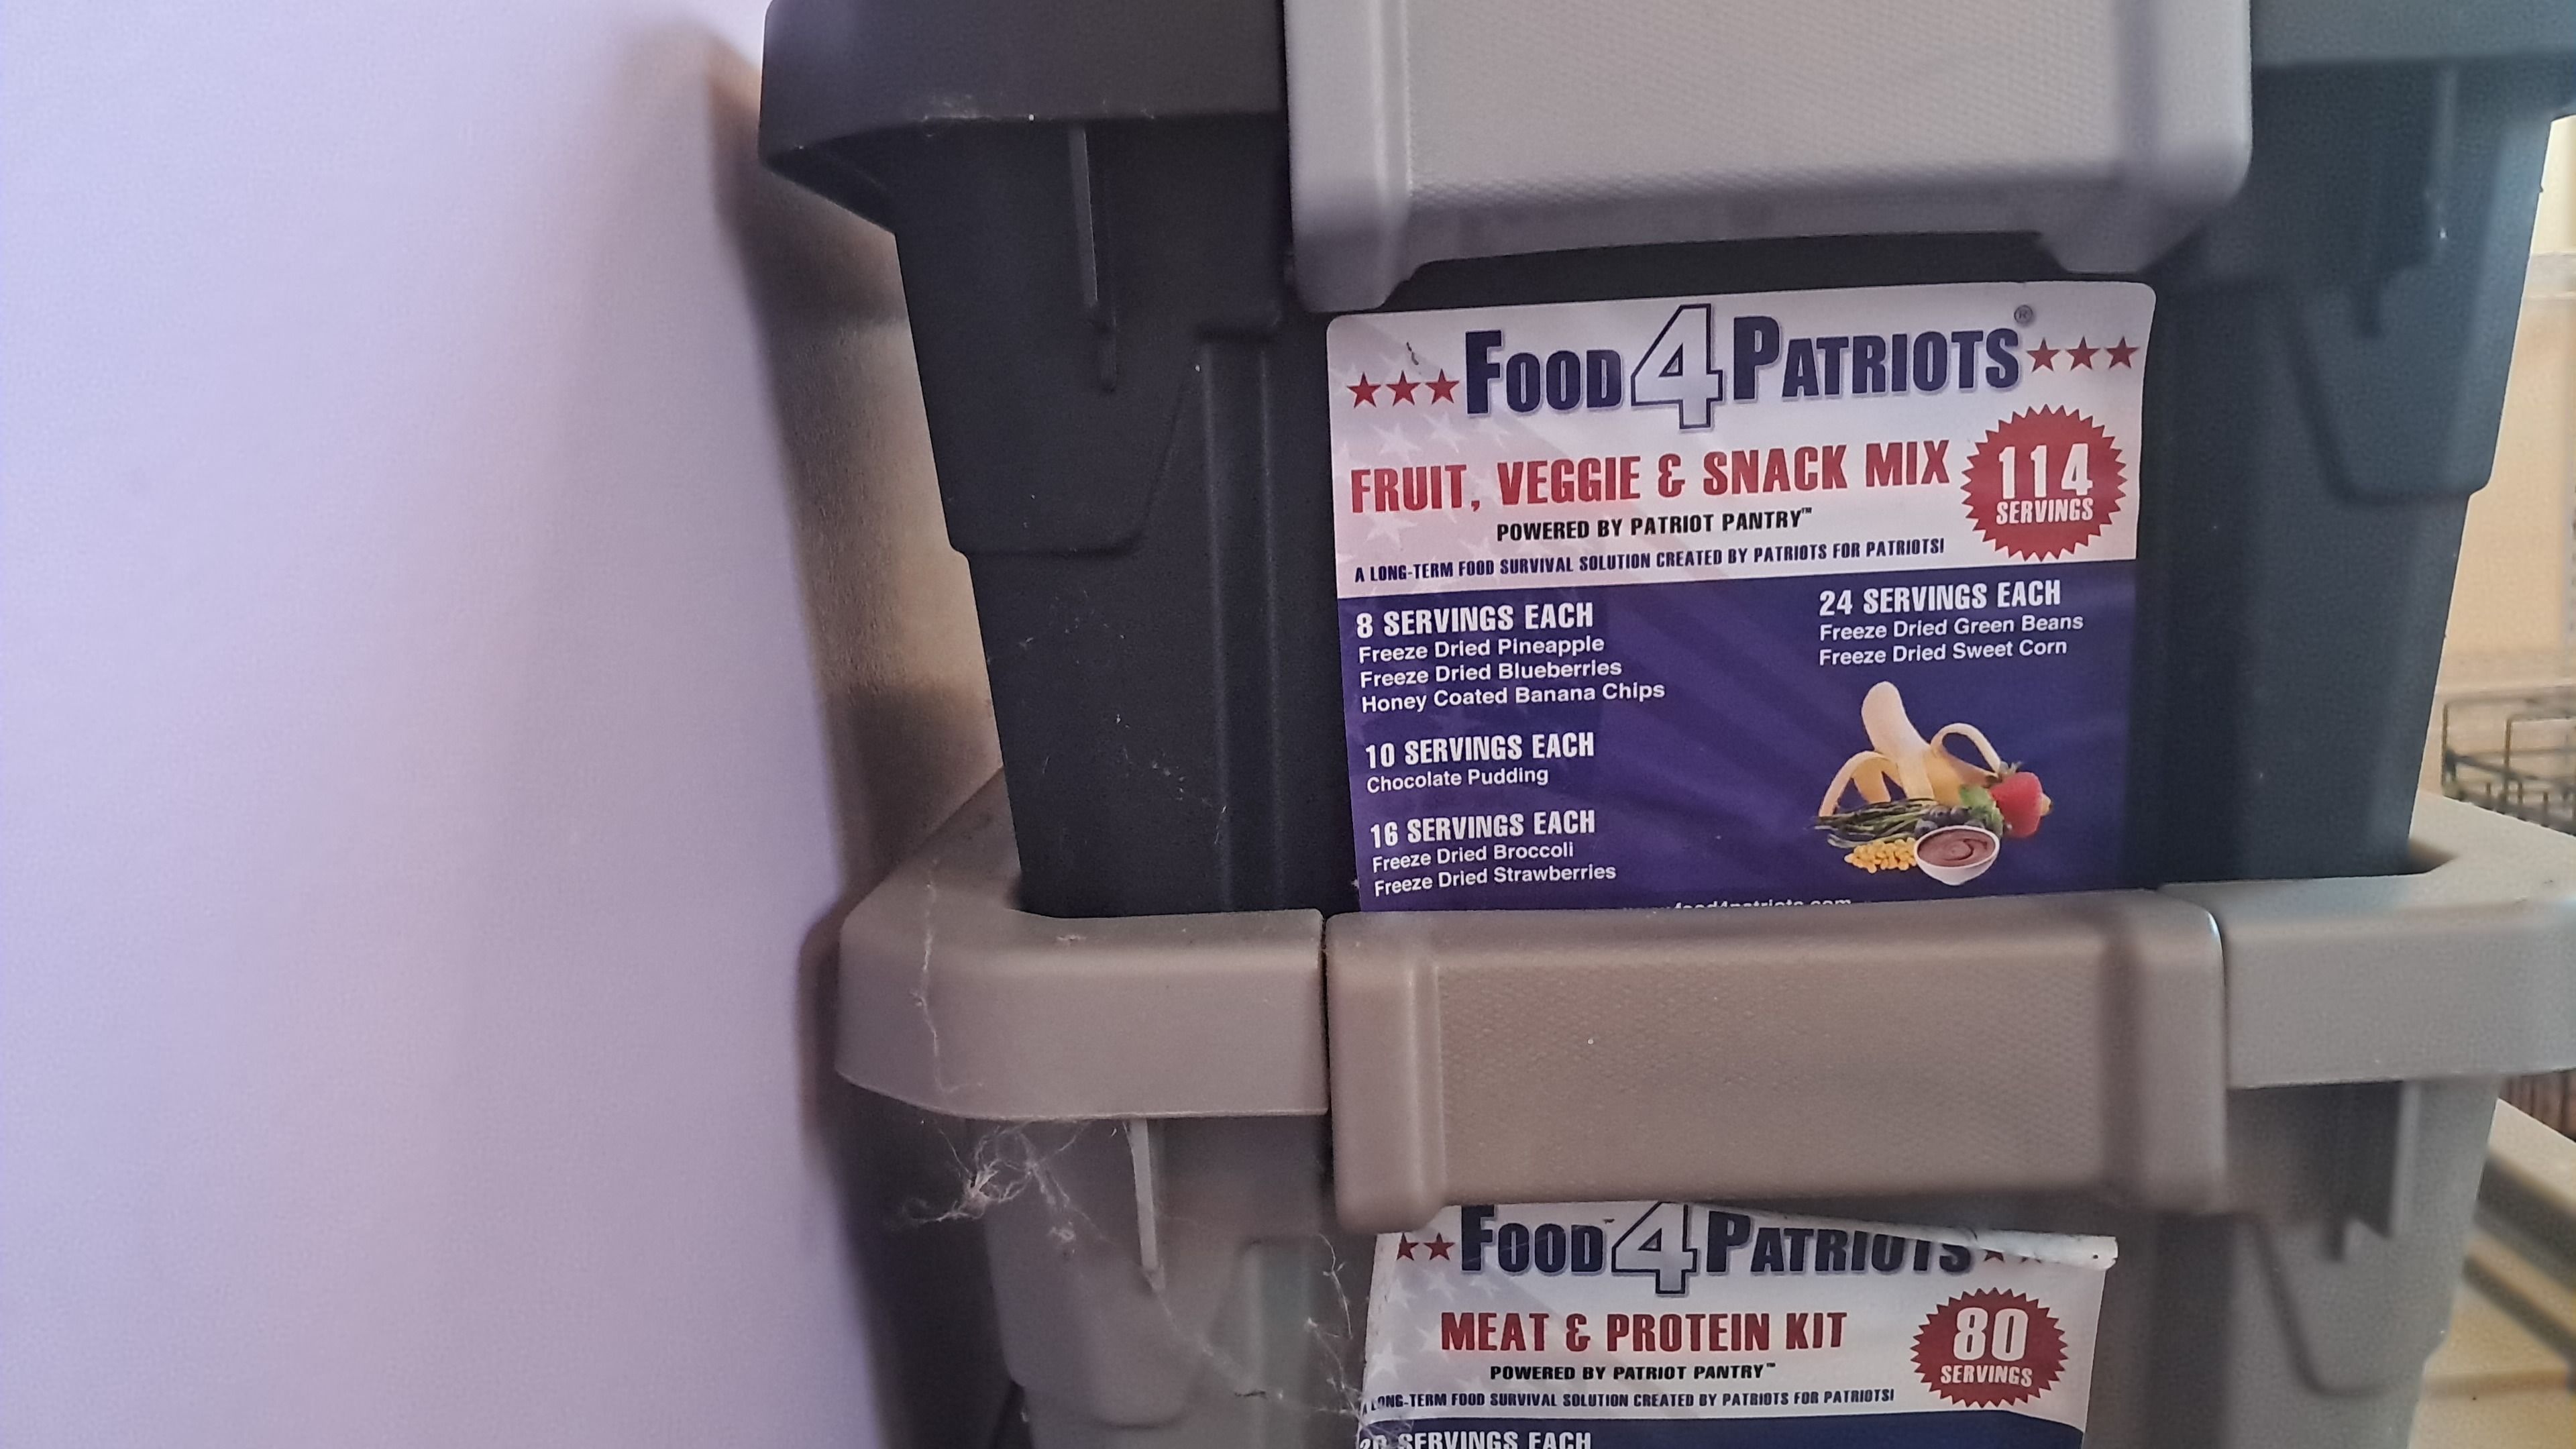 FOOD4PATRIOTS®
FRUIT, VEGGIE & SNACK MIX
114
SERVINGS
POWERED BY PATRIOT PANTRY™
A LONG-TERM FOOD SURVIVAL SOLUTION CREATED BY PATRIOTS FOR PATRIOTS!
8 SERVINGS EACH
Freeze Dried Pineapple
Freeze Dried Blueberries
Honey Coated Banana Chips
10 SERVINGS EACH
Chocolate Pudding
16 SERVINGS EACH
Freeze Dried Broccoli
Freeze Dried Strawberries
24 SERVINGS EACH
Freeze Dried Green Beans
Freeze Dried Sweet Corn
FOOD4PATRIOTS
MEAT & PROTEIN KIT
80
SERVINGS
POWERED BY PATRIOT PANTRY™
A LONG-TERM FOOD SURVIVAL SOLUTION CREATED BY PATRIOTS FOR PATRIOTS!
SERVINGS EACH